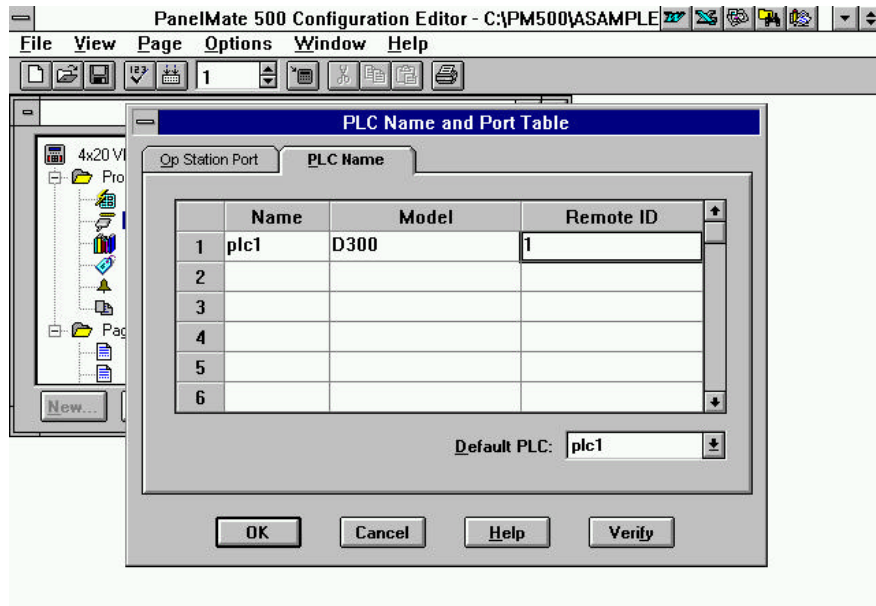 PanelMate 500 Configuration Editor - C:\PM500\ASAMPLE
File View Page Options Window Help
1
PLC Name and Port Table
4x20
Op Station Port PLC Name
Name Model Remote ID
1 plc1 D300 1
2
3
4
5
6
New...
Default PLC: plc1
OK Cancel Help Verify